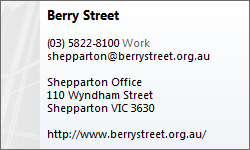 Berry Street
(03) 5822-8100 Work
shepparton@berrystreet.org.au
Shepparton Office
110 Wyndham Street
Shepparton VIC 3630
http://www.berrystreet.org.au/